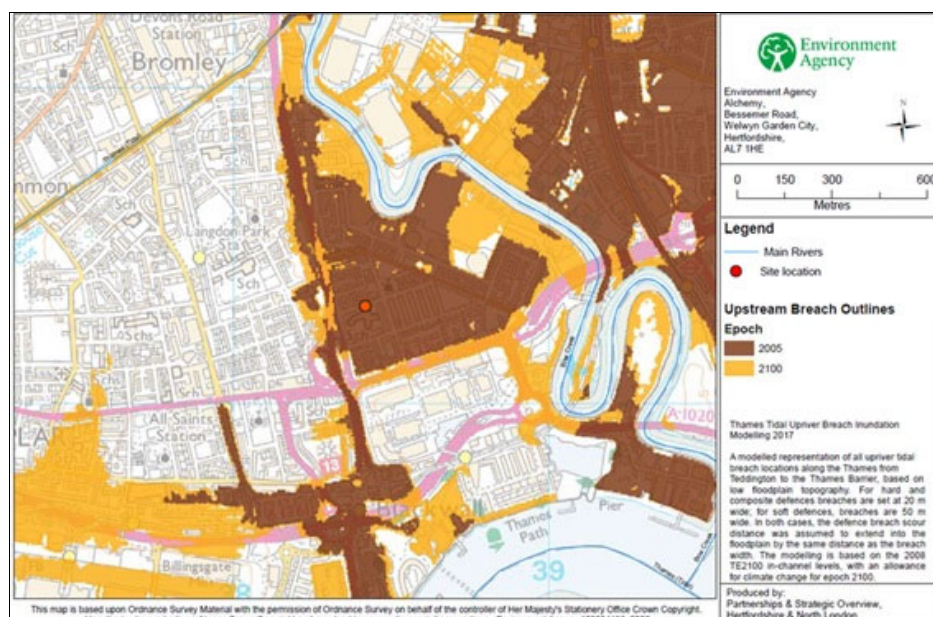 Devons Road
Station
Sch
Bromley
Environment
Agency
Environment Agency
Alchemy,
Bessemer Road,
Welwyn Garden City,
Hertfordshire,
AL7 1HE
N
0 150 300 600
Metres
Legend
Main Rivers
Site location
Upstream Breach Outlines
Epoch
2005
2100
Langdon Park
Sta
Sch
Sch
Schs
Sch
All Saints
Station
A-1020
13
Thames
Path
Pier
Billingsgate
39
8
Thames Tidal Upriver Breach Inundation
Modelling 2017
A modelled representation of all upriver tidal
breach locations along the Thames from
Teddington to the Thames Barrier, based on
low floodplain topography. For hard and
composite defences breaches are set at 20 m
wide; for soft defences, breaches are 50 m
wide. In both cases, the defence breach scour
distance was assumed to extend into the
floodplain by the same distance as the breach
width. The modelling is based on the 2008
TE2100 in-channel levels, with an allowance
for climate change for epoch 2100.
Produced by:
Partnerships & Strategic Overview,
Hertfordshire & North London
This map is based upon Ordnance Survey Material with the permission of Ordnance Survey on behalf of the controller of Her Majesty's Stationery Office Crown Copyright.